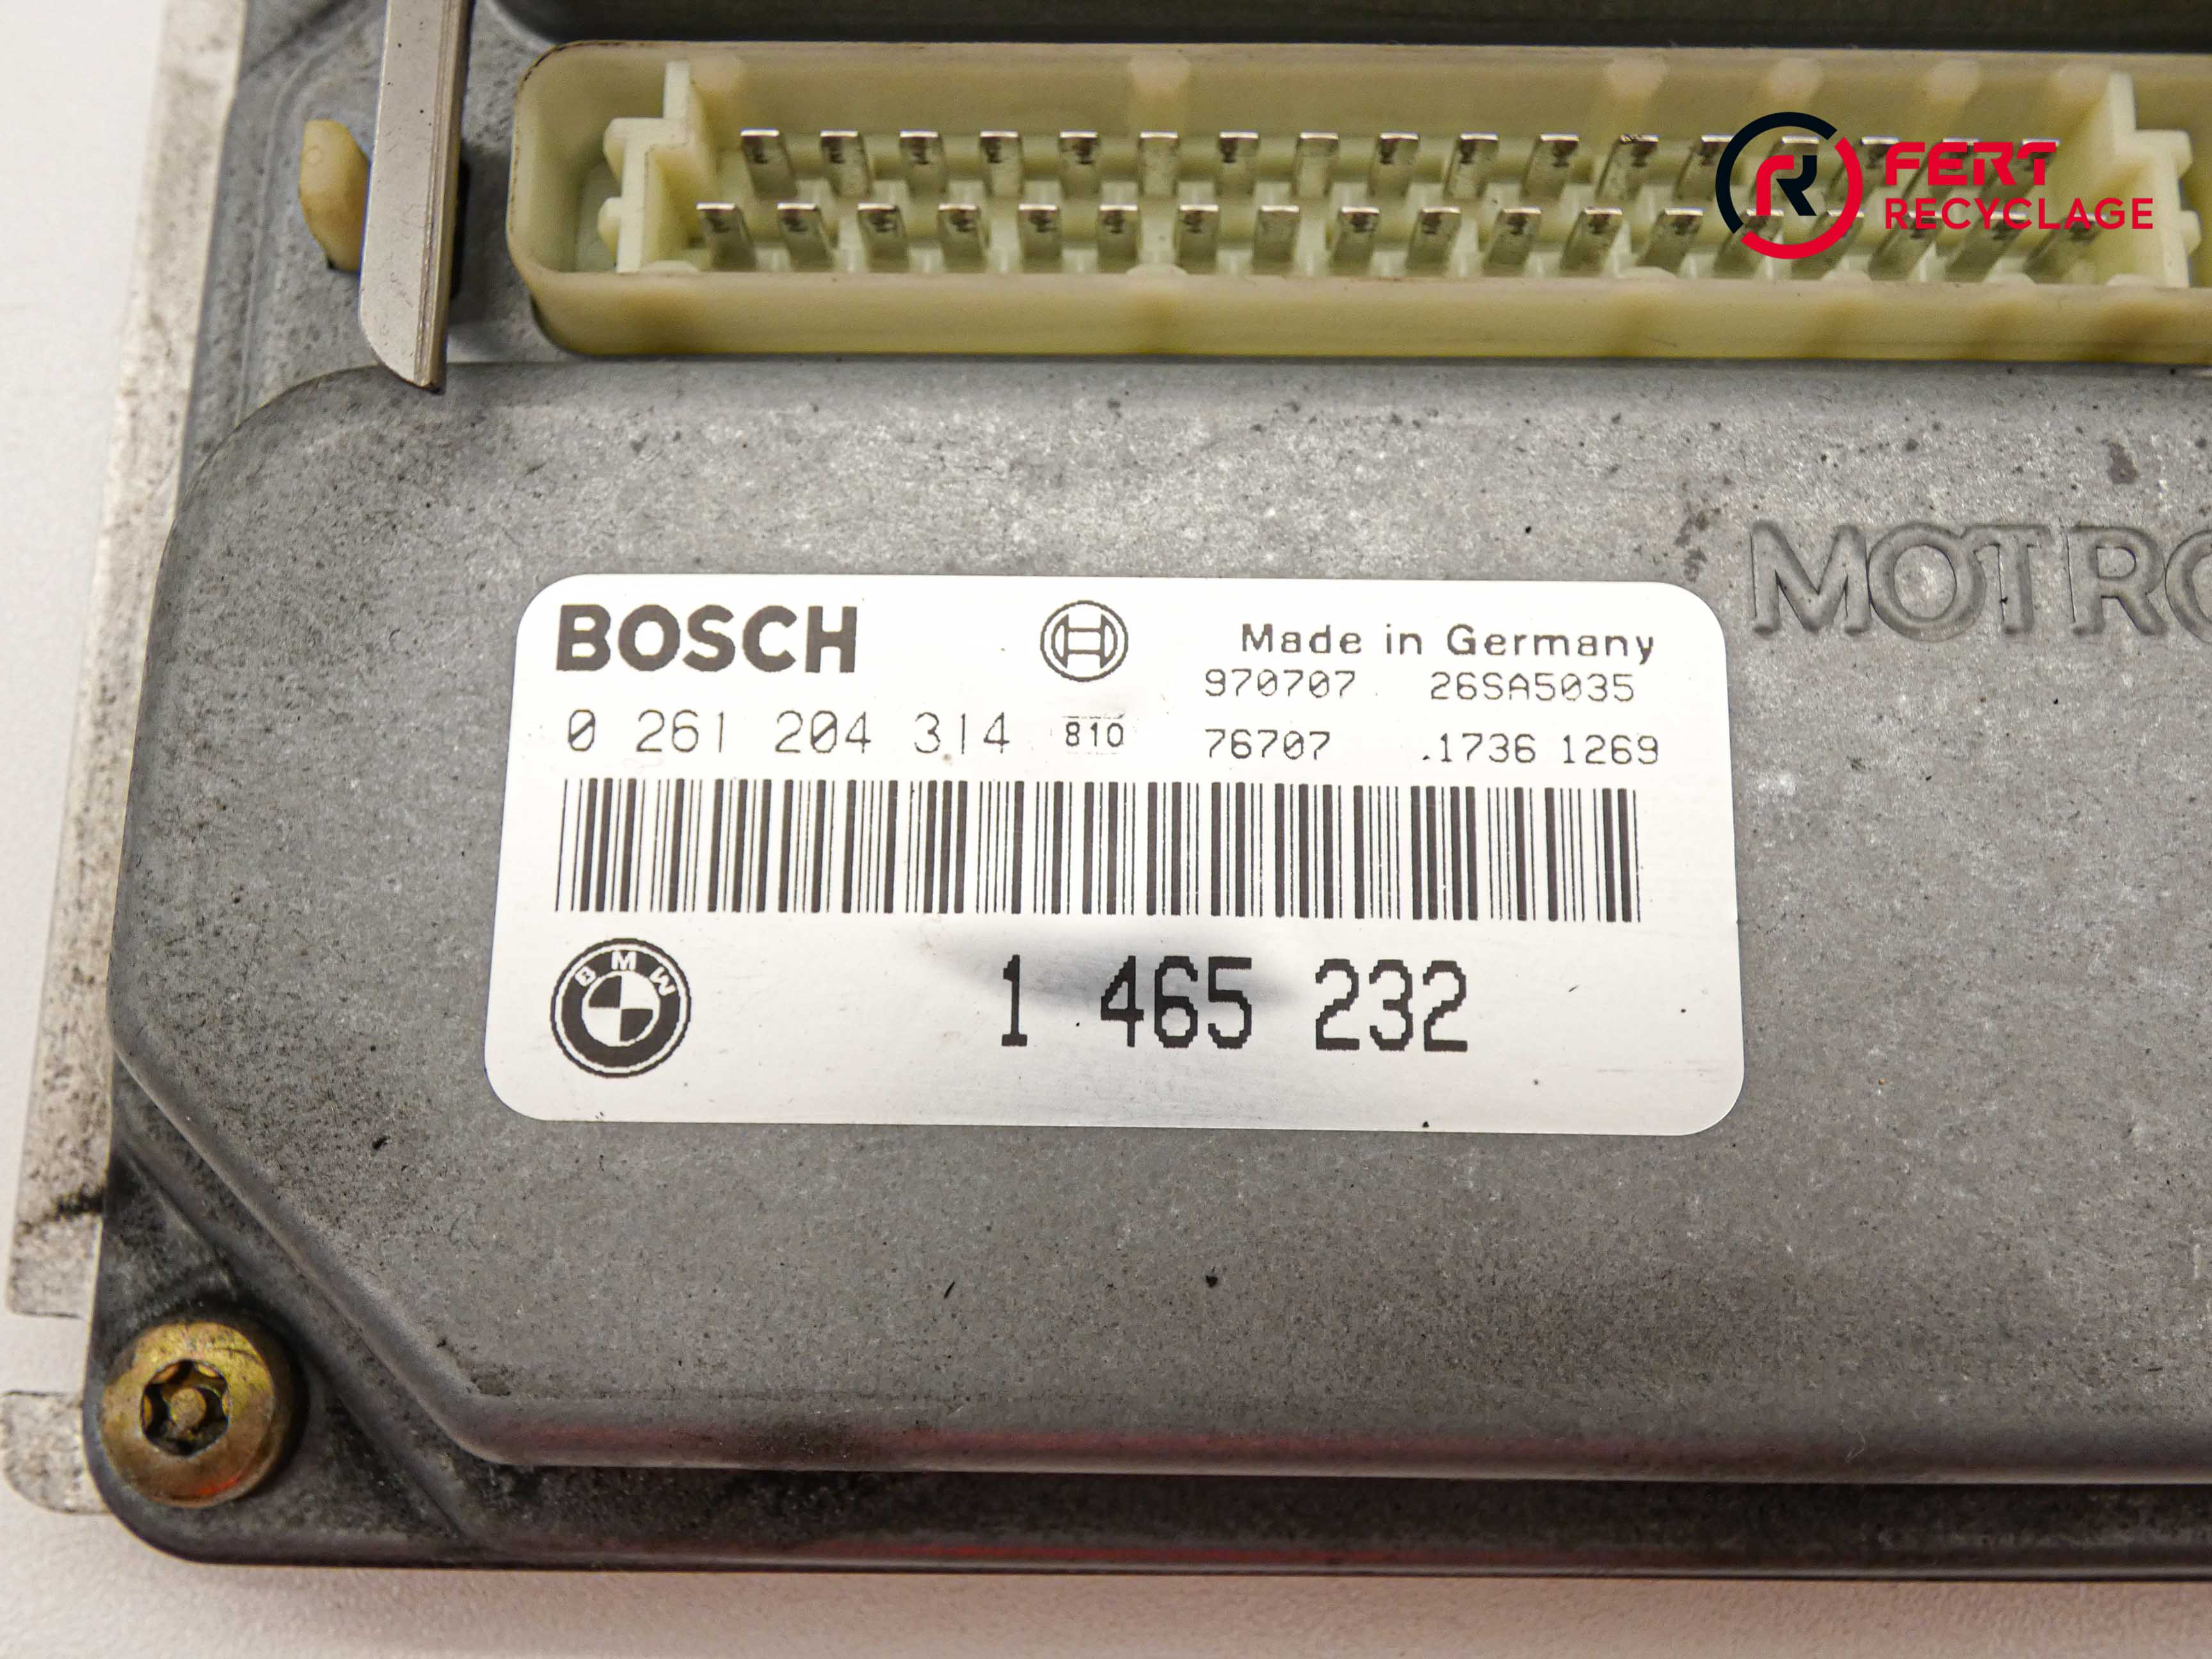 FERT
RECYCLAGE
MOTR
BOSCH
Made in Germany
970707 26SA5035
0 261 204 314 810
76707 .1736 1269
BMW
1 465 232